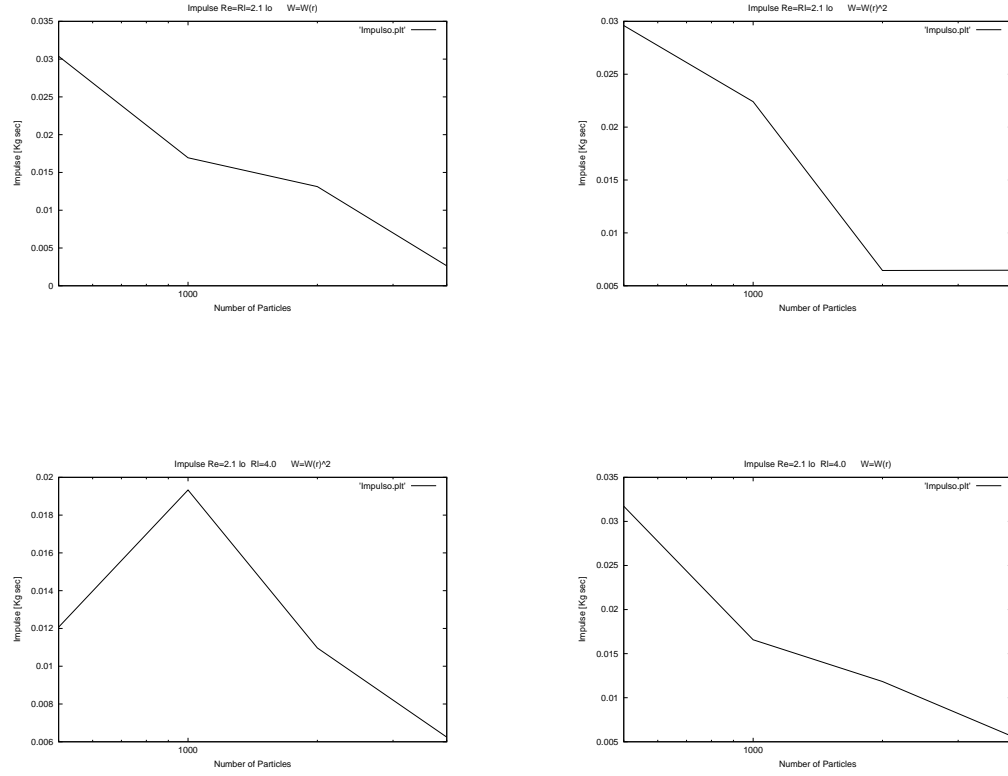 Impulse Re=Rl=2.1 lo W=W(r)
0.035
0.03
0.025
0.02
0.015
0.01
0.005
0
Impulse [Kg sec]
'Impulso.plt'
1000
Number of Particles
Impulse Re=Rl=2.1 lo W=W(r)^2
0.03
0.025
0.02
0.015
0.01
0.005
Impulse [Kg sec]
'Impulso.plt'
1000
Number of Particles
Impulse Re=2.1 lo Rl=4.0 W=W(r)^2
0.02
0.018
0.016
0.014
0.012
0.01
0.008
0.006
Impulse [Kg sec]
'Impulso.plt'
1000
Number of Particles
Impulse Re=2.1 lo Rl=4.0 W=W(r)
0.035
0.03
0.025
0.02
0.015
0.01
0.005
Impulse [Kg sec]
'Impulso.plt'
1000
Number of Particles